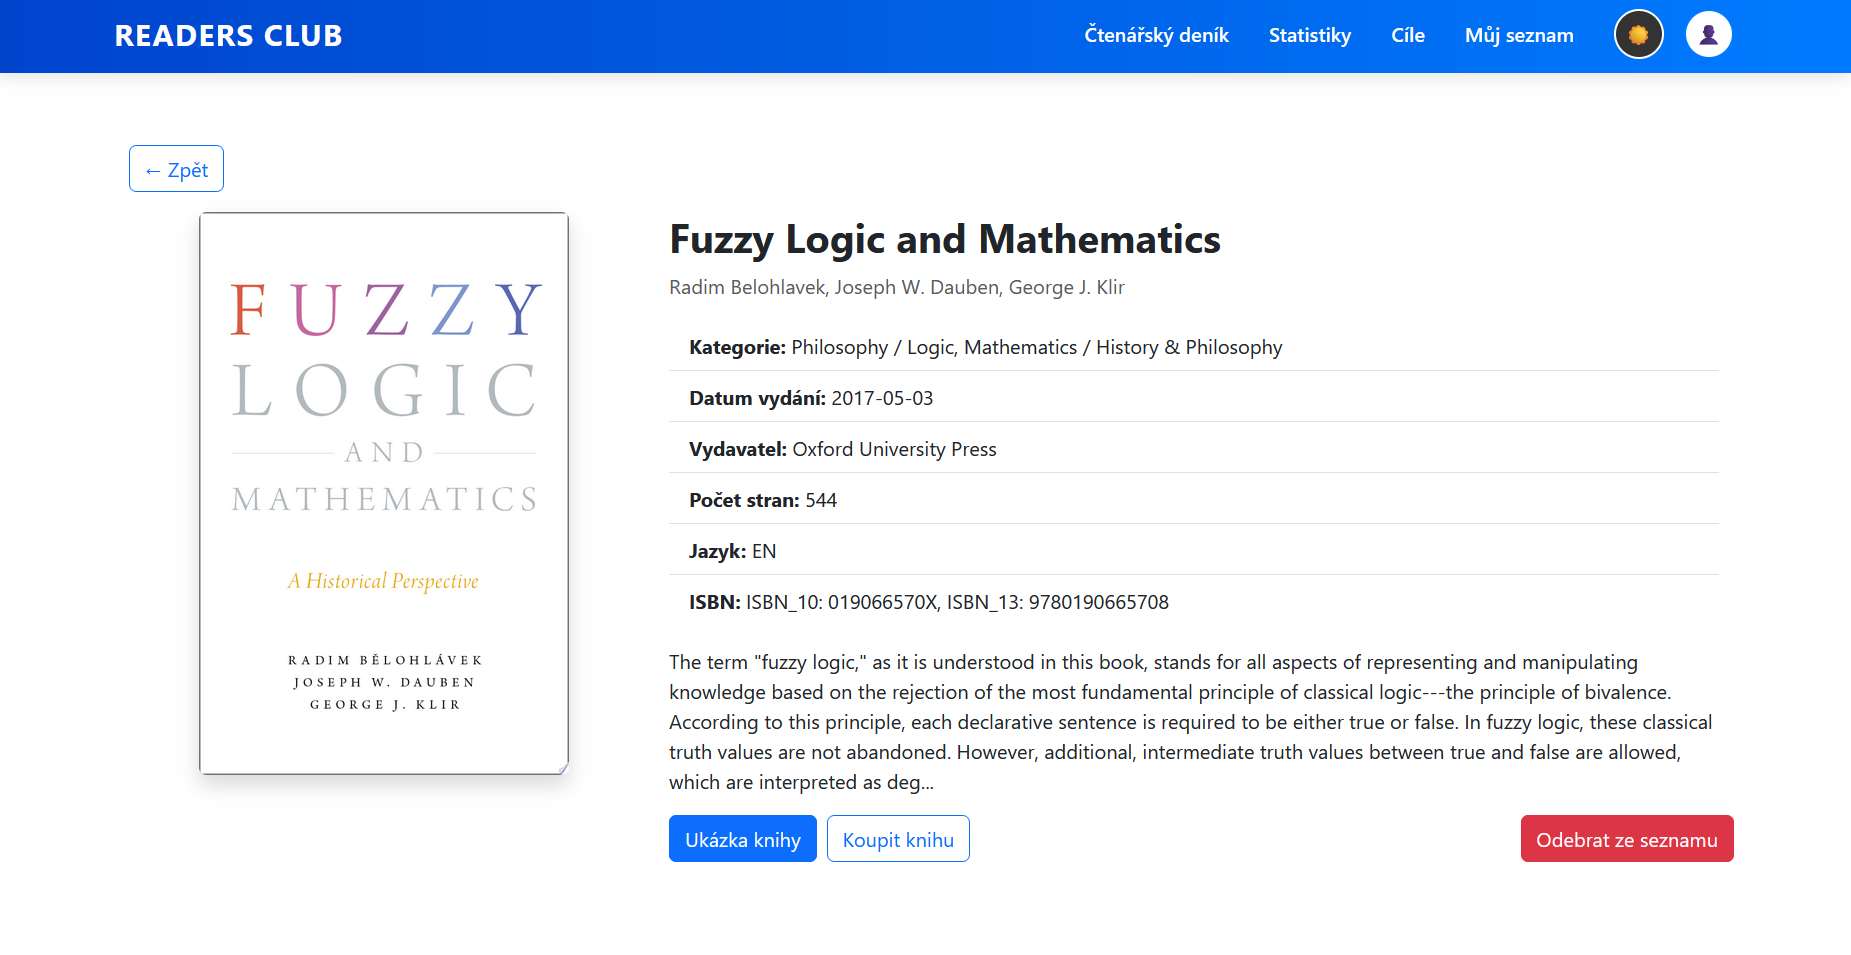 READERS CLUB
Čtenářský deník
Statistiky
Cíle
Můj seznam
← Zpět
FUZZY
LOGIC
AND
MATHEMATICS
A Historical Perspective
RADIM BĚLOHLÁVEK
JOSEPH W. DAUBEN
GEORGE J. KLIR
Fuzzy Logic and Mathematics
Radim Belohlavek, Joseph W. Dauben, George J. Klir
Kategorie: Philosophy / Logic, Mathematics / History & Philosophy
Datum vydání: 2017-05-03
Vydavatel: Oxford University Press
Počet stran: 544
Jazyk: EN
ISBN: ISBN_10: 019066570X, ISBN_13: 9780190665708
The term "fuzzy logic," as it is understood in this book, stands for all aspects of representing and manipulating
knowledge based on the rejection of the most fundamental principle of classical logic---the principle of bivalence.
According to this principle, each declarative sentence is required to be either true or false. In fuzzy logic, these classical
truth values are not abandoned. However, additional, intermediate truth values between true and false are allowed,
which are interpreted as deg...
Ukázka knihy
Koupit knihu
Odebrat ze seznamu